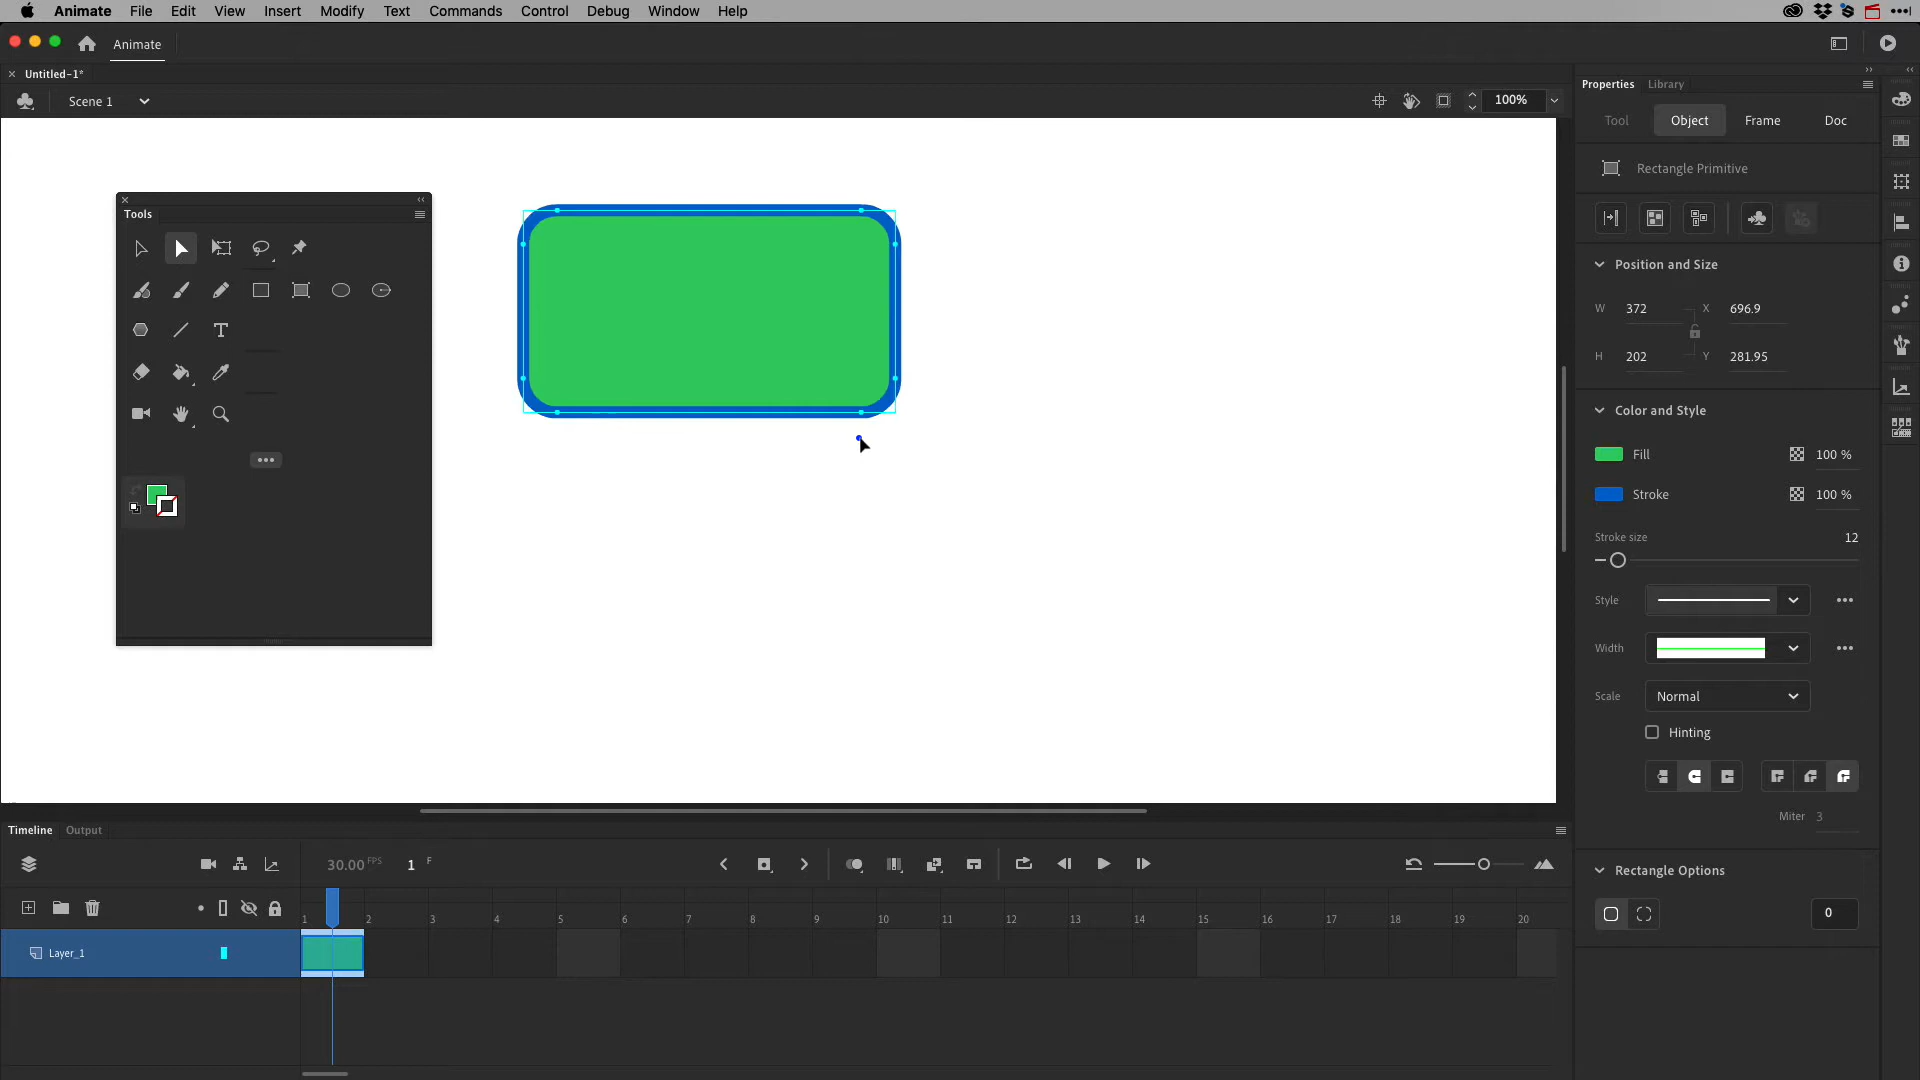 Animate File Edit View Insert Modify Text Commands Control Debug Window Help
Animate
Untitled-1*
Scene 1
100%
Tools
Properties Library
Tool Object Frame Doc
Rectangle Primitive
Position and Size
W 372 X 696.9
H 202 Y 281.95
Color and Style
Fill 100 %
Stroke 100 %
Stroke size 12
Style
Width
Scale Normal
Hinting
Miter 3
Rectangle Options
0
Timeline Output
30.00 FPS 1 F
1 2 3 4 5 6 7 8 9 10 11 12 13 14 15 16 17 18 19 20
Layer_1